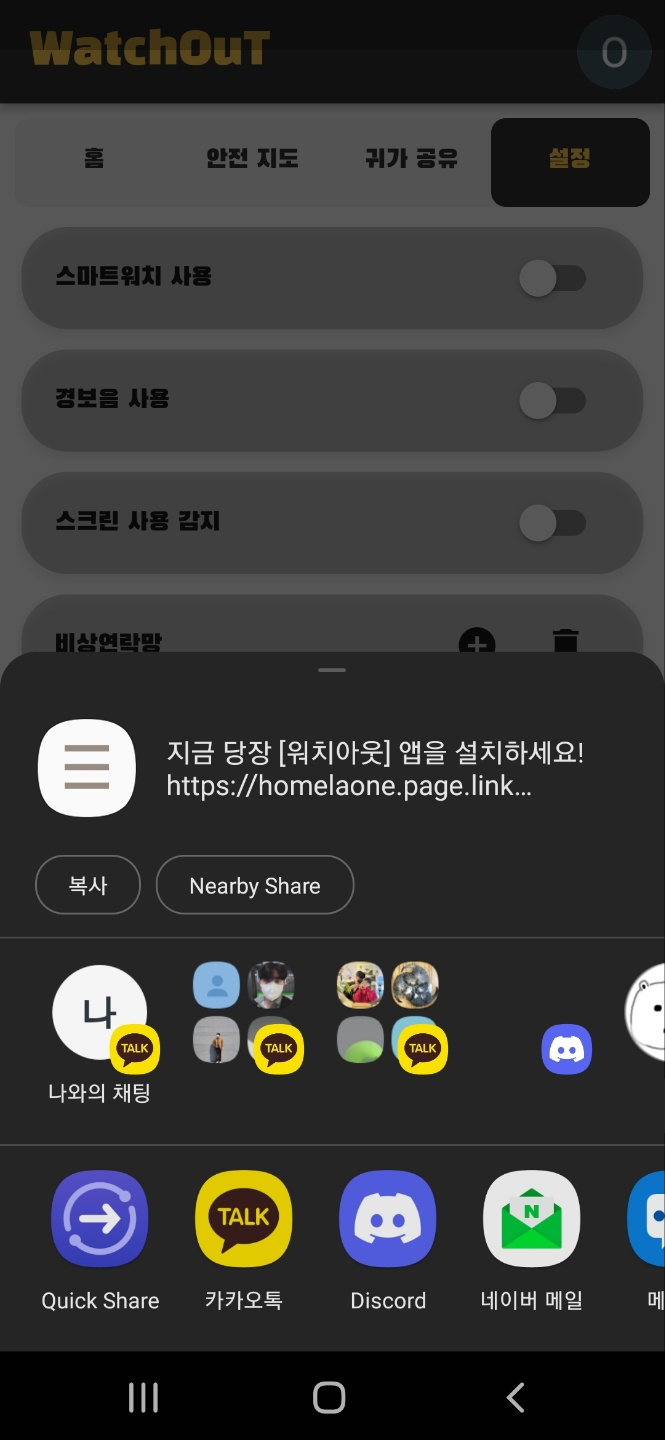 WatchOuT
O
홈 안전 지도 귀가 공유 설정
스마트워치 사용
경보음 사용
스크린 사용 감지
비상연락망
지금 당장 [워치아웃] 앱을 설치하세요!
https://homelaone.page.link...
복사 Nearby Share
나
TALK TALK TALK
나와의 채팅
TALK N
Quick Share 카카오톡 Discord 네이버 메일 메